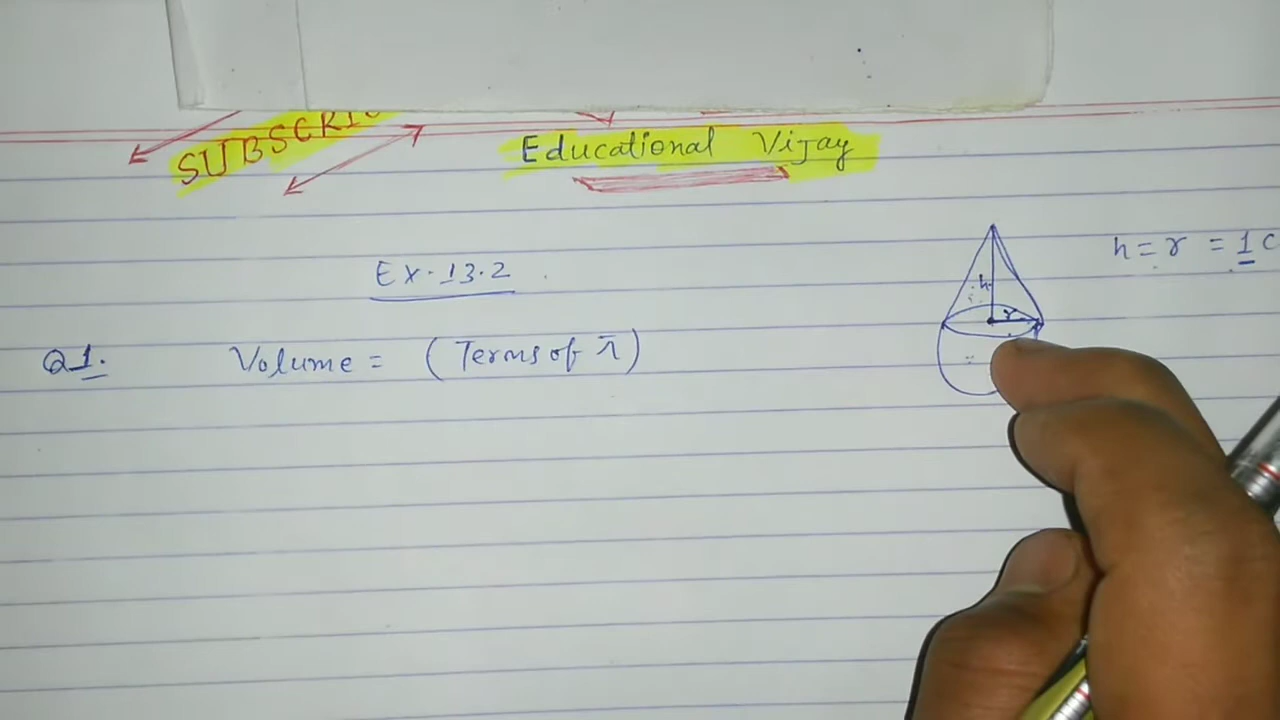 SUBSCRI
Educational Vijay
Ex. 13.2
h = r = 1 c
h
r
Q1. Volume = (Terms of π)